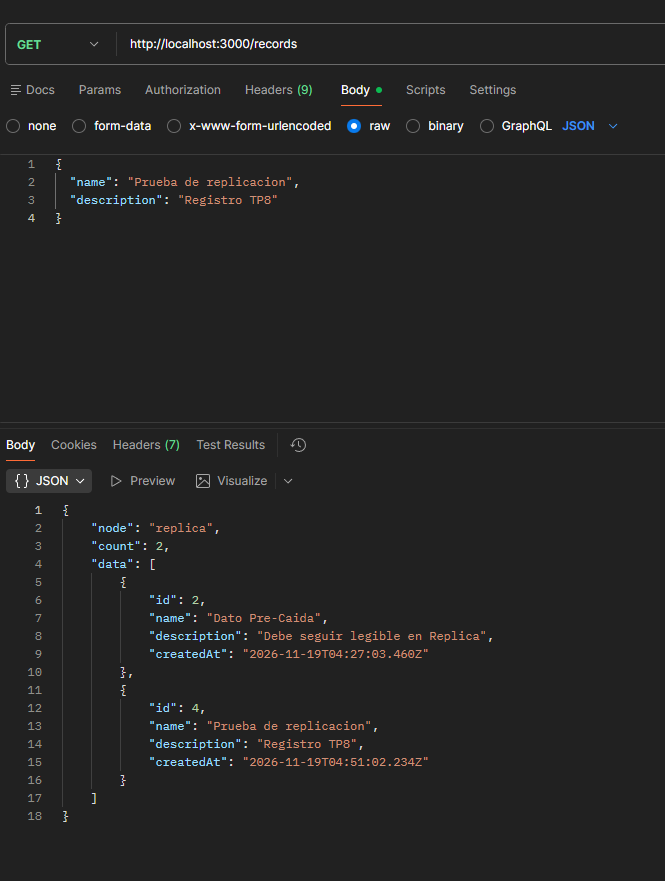 GET http://localhost:3000/records
Docs Params Authorization Headers (9) Body Scripts Settings
none form-data x-www-form-urlencoded raw binary GraphQL JSON
1 {
2 "name": "Prueba de replicacion",
3 "description": "Registro TP8"
4 }
Body Cookies Headers (7) Test Results
{} JSON Preview Visualize
1 {
2 "node": "replica",
3 "count": 2,
4 "data": [
5 {
6 "id": 2,
7 "name": "Dato Pre-Caida",
8 "description": "Debe seguir legible en Replica",
9 "createdAt": "2026-11-19T04:27:03.460Z"
10 },
11 {
12 "id": 4,
13 "name": "Prueba de replicacion",
14 "description": "Registro TP8",
15 "createdAt": "2026-11-19T04:51:02.234Z"
16 }
17 ]
18 }